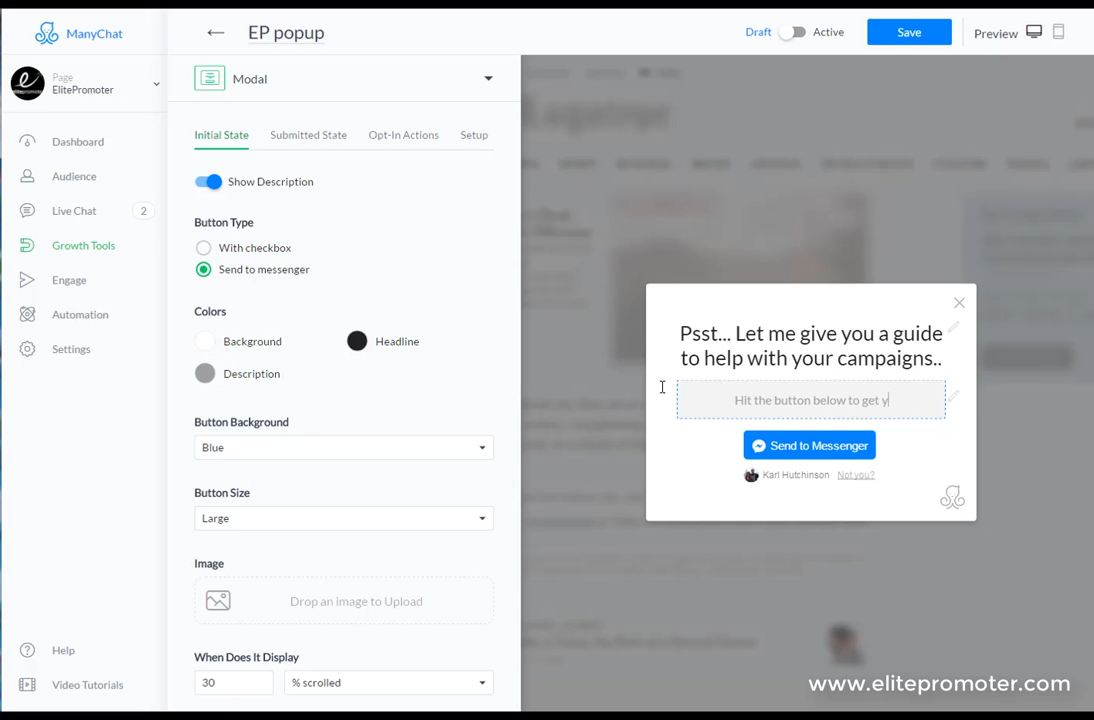 ManyChat
Page
ElitePromoter
Dashboard
Audience
Live Chat 2
Growth Tools
Engage
Automation
Settings
Help
Video Tutorials
EP popup
Draft Active
Save
Preview
Modal
Initial State Submitted State Opt-In Actions Setup
Show Description
Button Type
With checkbox
Send to messenger
Colors
Background Headline
Description
Button Background
Blue
Button Size
Large
Image
Drop an image to Upload
When Does It Display
30 % scrolled
Psst... Let me give you a guide
to help with your campaigns..
Hit the button below to get y
Send to Messenger
Karl Hutchinson Not you?
www.elitepromoter.com